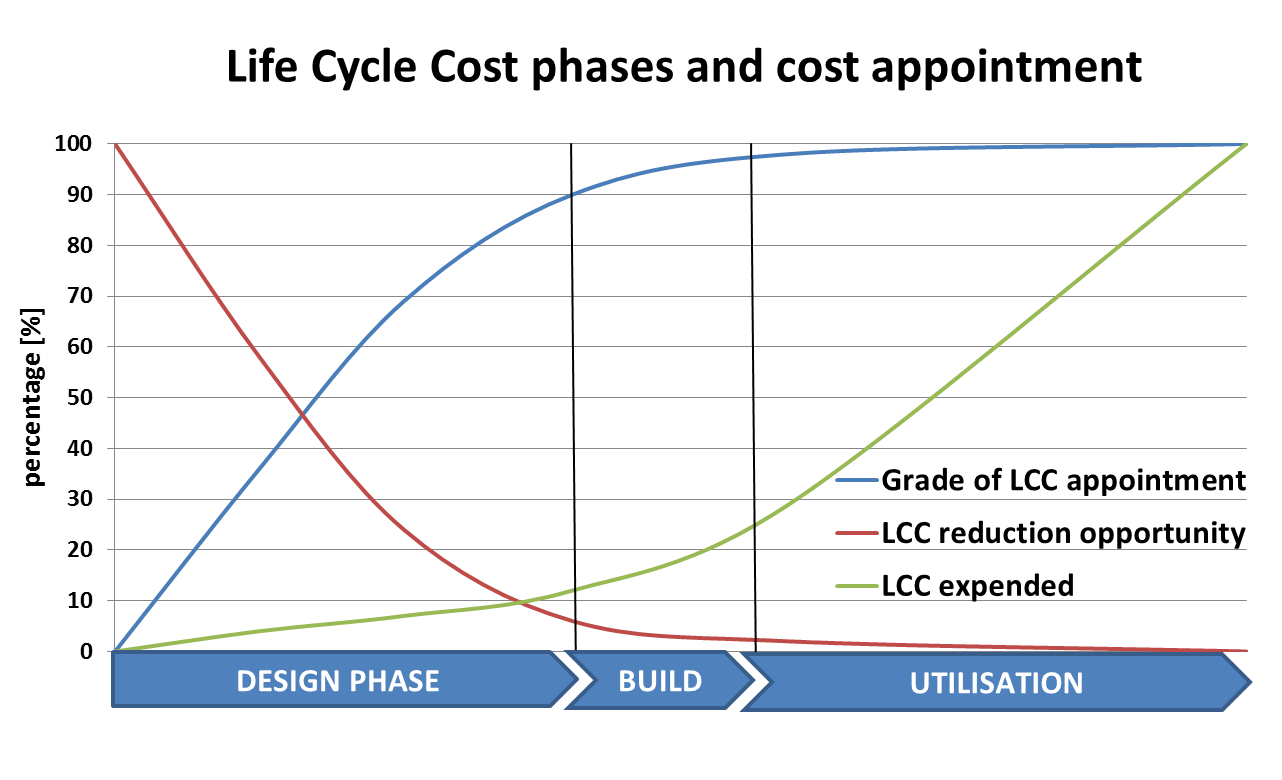 Life Cycle Cost phases and cost appointment
percentage [%]
100
90
80
70
60
50
40
30
20
10
0
Grade of LCC appointment
LCC reduction opportunity
LCC expended
DESIGN PHASE
BUILD
UTILISATION